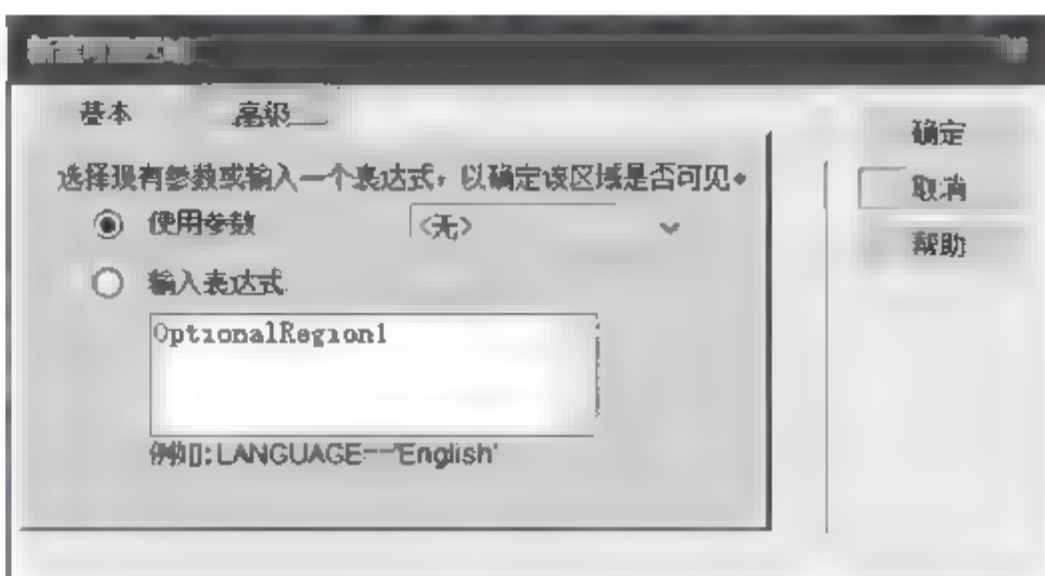 基本 高级
确定
选择现有参数或输入一个表达式，以确定该区域是否可见。
取消
使用参数 <无>
帮助
输入表达式
OptionalRegion1
例如: LANGUAGE=='English'